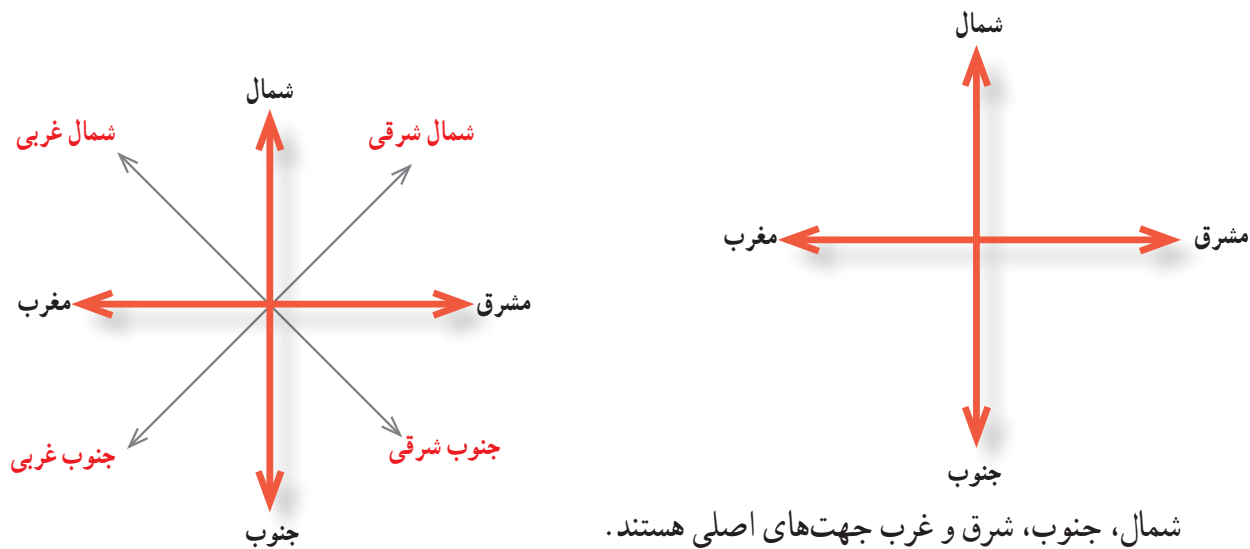 شمال
مشرق
مغرب
جنوب
شمال، جنوب، شرق و غرب جهت‌های اصلی هستند.
شمال
شمال شرقی
شمال غربی
مشرق
مغرب
جنوب شرقی
جنوب غربی
جنوب